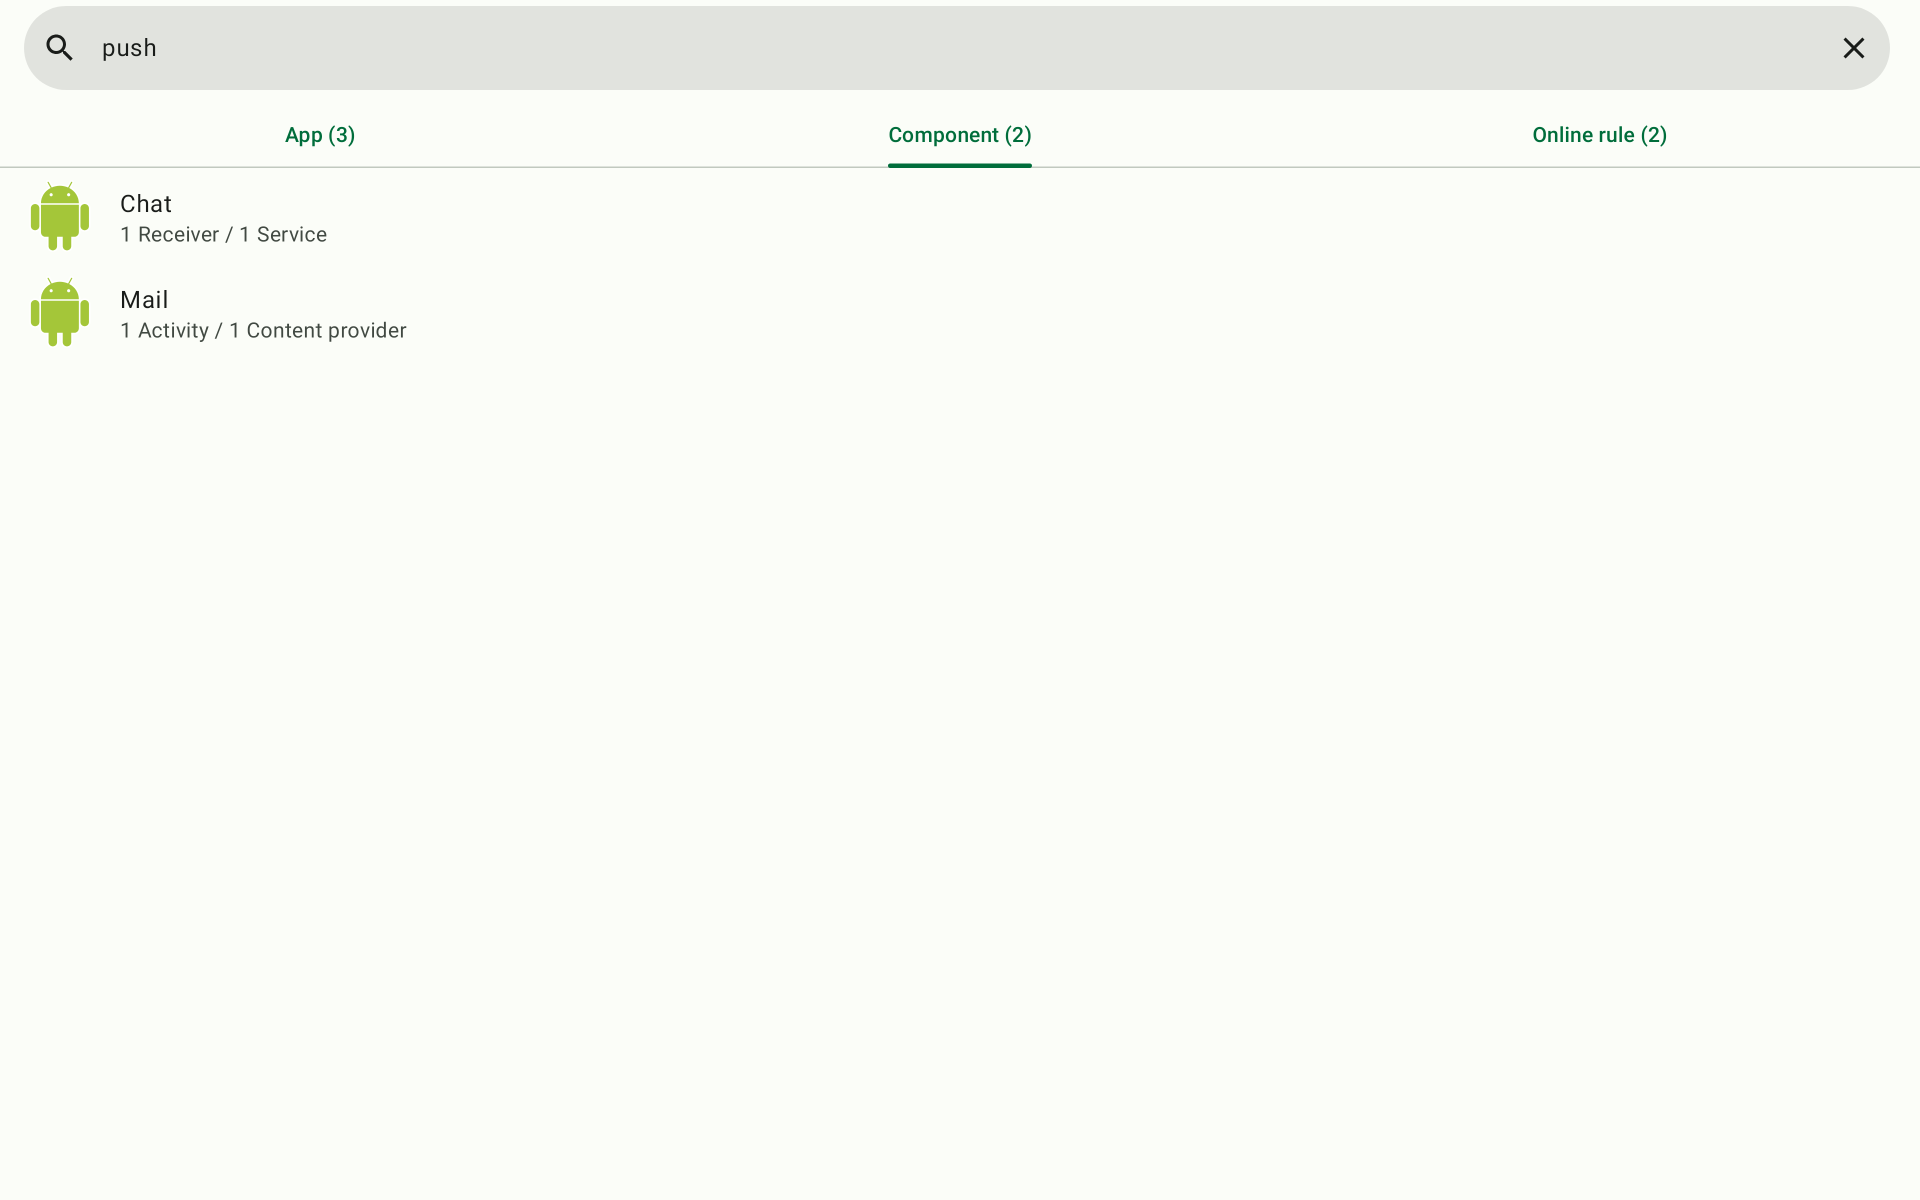 push
App (3)
Component (2)
Online rule (2)
Chat
1 Receiver / 1 Service
Mail
1 Activity / 1 Content provider